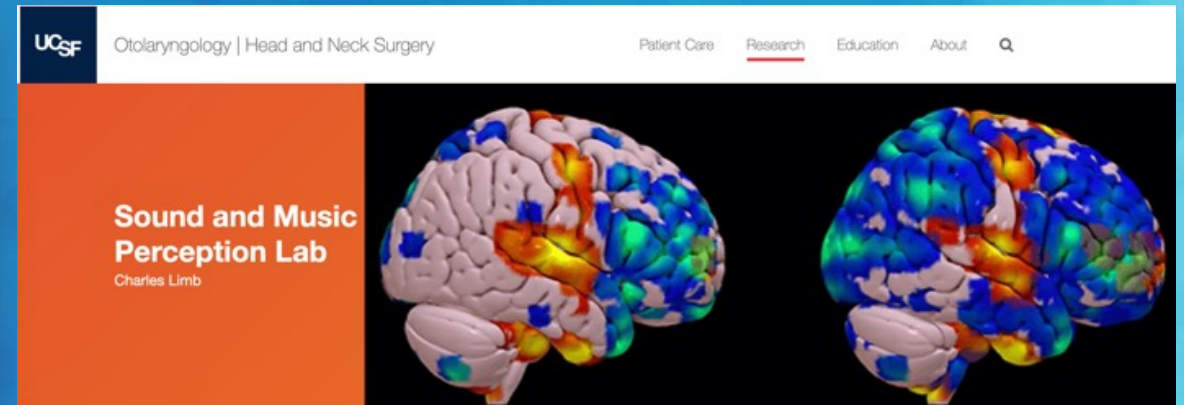 UCSF
Otolaryngology | Head and Neck Surgery
Patient Care
Research
Education
About
Sound and Music
Perception Lab
Charles Limb